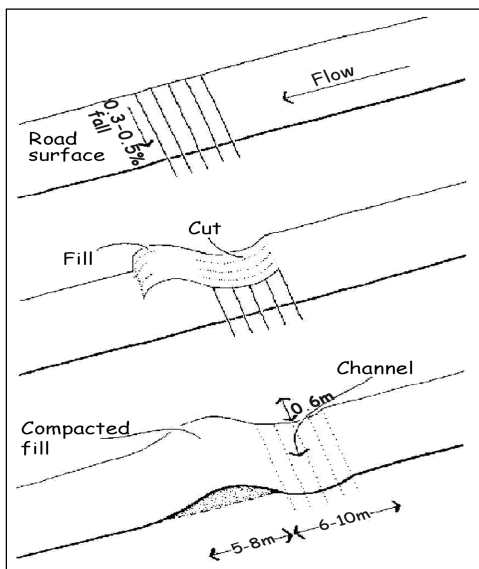 Flow
0.3-0.5%
fall
Road
surface
Cut
Fill
Channel
0.6m
Compacted
fill
5-8m
6-10m